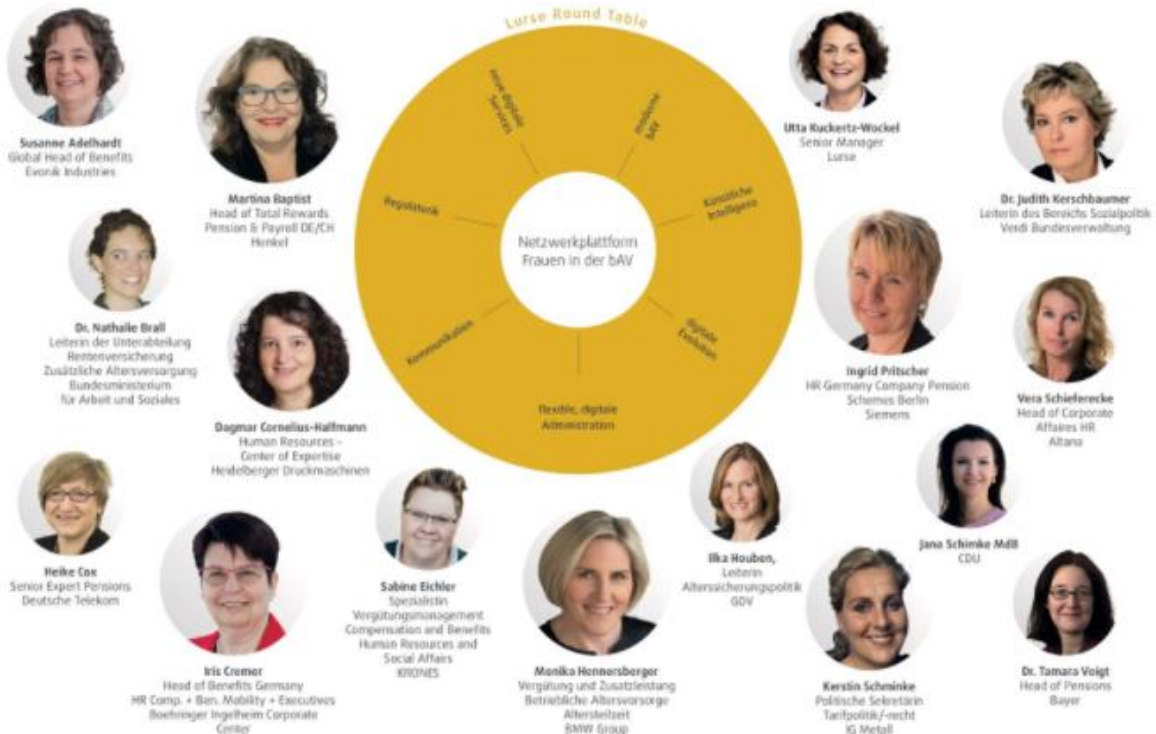 Lurse Round Table
neue digitale
Services
moderne
bAV
Regulatorik
Künstliche
Intelligenz
Netzwerkplattform
Frauen in der bAV
Kommunikation
digitale
Evolution
flexible, digitale
Administration
Susanne Adelhardt
Global Head of Benefits
Evonik Industries
Martina Baptist
Head of Total Rewards
Pension & Payroll DE/CH
Henkel
Utta Kuckertz-Wockel
Senior Manager
Lurse
Dr. Judith Kerschbaumer
Leiterin des Bereichs Sozialpolitik
Verdi Bundesverwaltung
Dr. Nathalie Brall
Leiterin der Unterabteilung
Rentenversicherung
Zusätzliche Altersversorgung
Bundesministerium
für Arbeit und Soziales
Dagmar Cornelius-Halfmann
Human Resources -
Center of Expertise
Heidelberger Druckmaschinen
Ingrid Pritscher
HR Germany Company Pension
Schemes Berlin
Siemens
Vera Schieferecke
Head of Corporate
Affaires HR
Altana
Heike Cox
Senior Expert Pensions
Deutsche Telekom
Iris Cremer
Head of Benefits Germany
HR Comp. + Ben. Mobility + Executives
Boehringer Ingelheim Corporate
Center
Sabine Eichler
Spezialistin
Vergütungsmanagement
Compensation and Benefits
Human Resources and
Social Affairs
KRONES
Monika Hennersberger
Vergütung und Zusatzleistung
Betriebliche Altersvorsorge
Altersteilzeit
BMW Group
Ilka Houben,
Leiterin
Alterssicherungspolitik
GDV
Kerstin Schminke
Politische Sekretärin
Tarifpolitik/-recht
IG Metall
Jana Schimke MdB
CDU
Dr. Tamara Voigt
Head of Pensions
Bayer